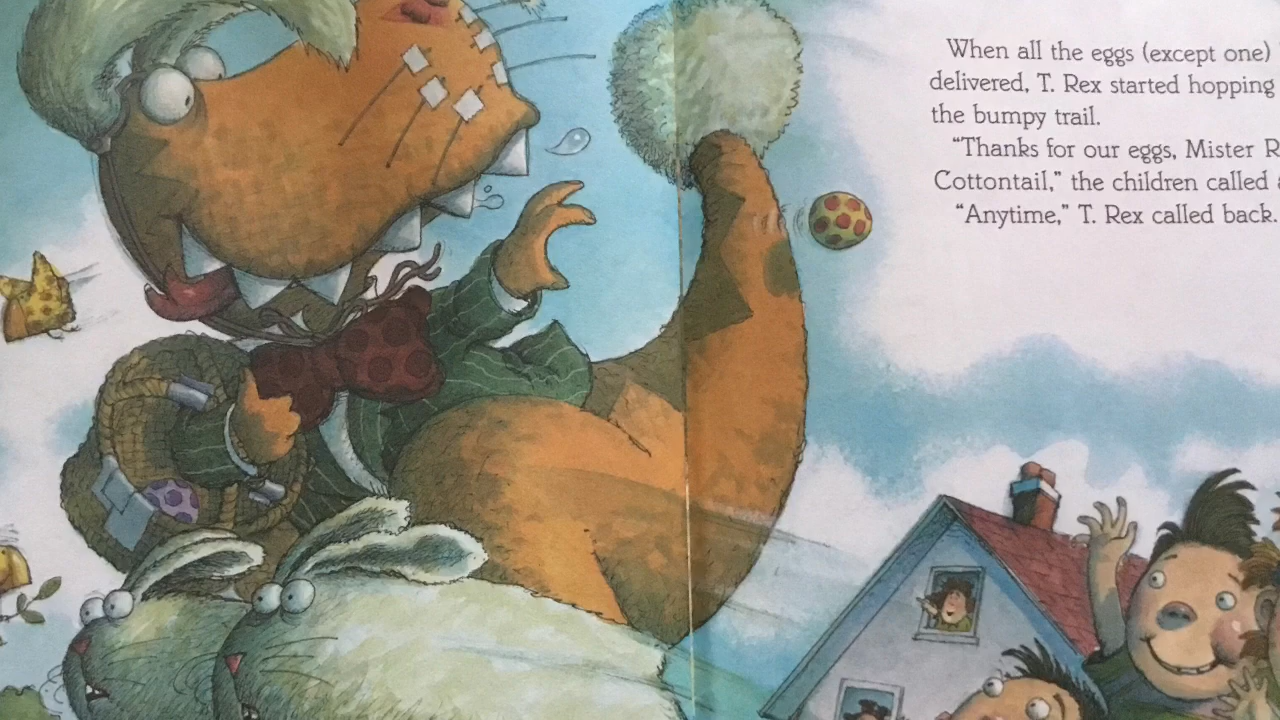 When all the eggs (except one)
delivered, T. Rex started hopping
the bumpy trail.
“Thanks for our eggs, Mister
Cottontail,” the children called
“Anytime,” T. Rex called back.